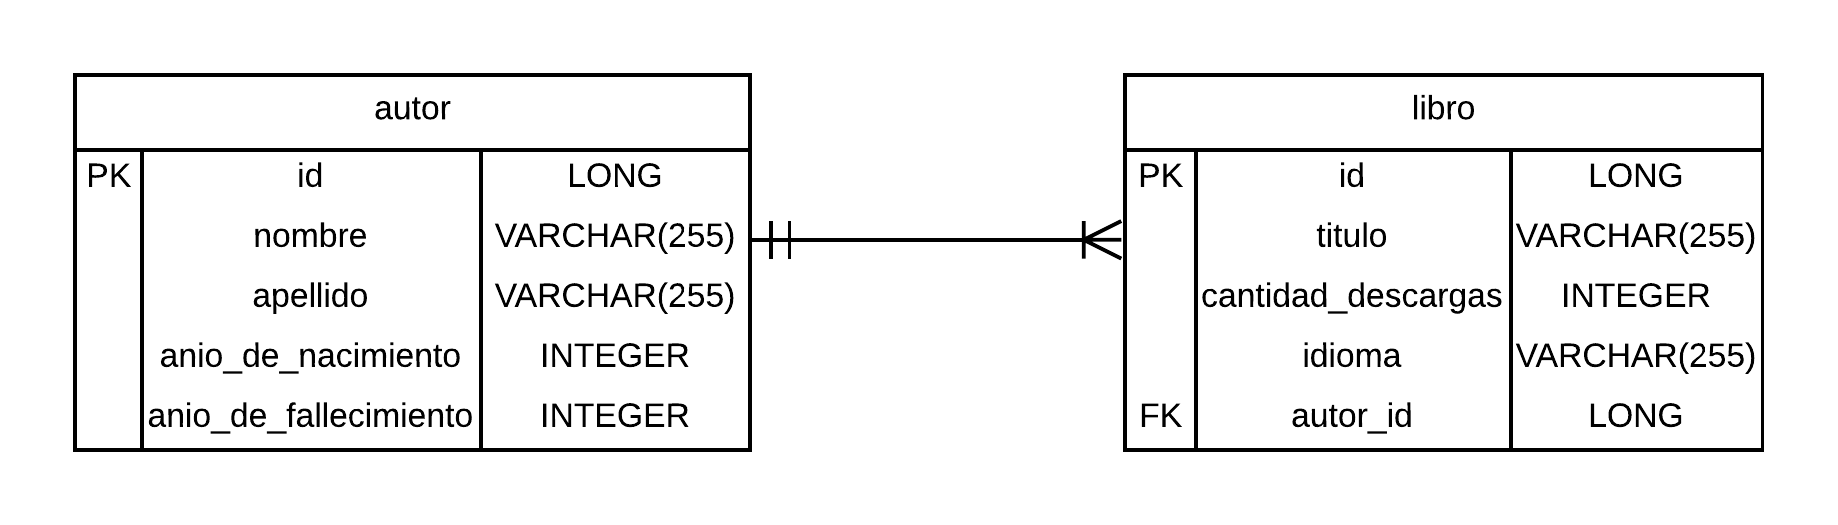 autor
PK id LONG
nombre VARCHAR(255)
apellido VARCHAR(255)
anio_de_nacimiento INTEGER
anio_de_fallecimiento INTEGER
libro
PK id LONG
titulo VARCHAR(255)
cantidad_descargas INTEGER
idioma VARCHAR(255)
FK autor_id LONG